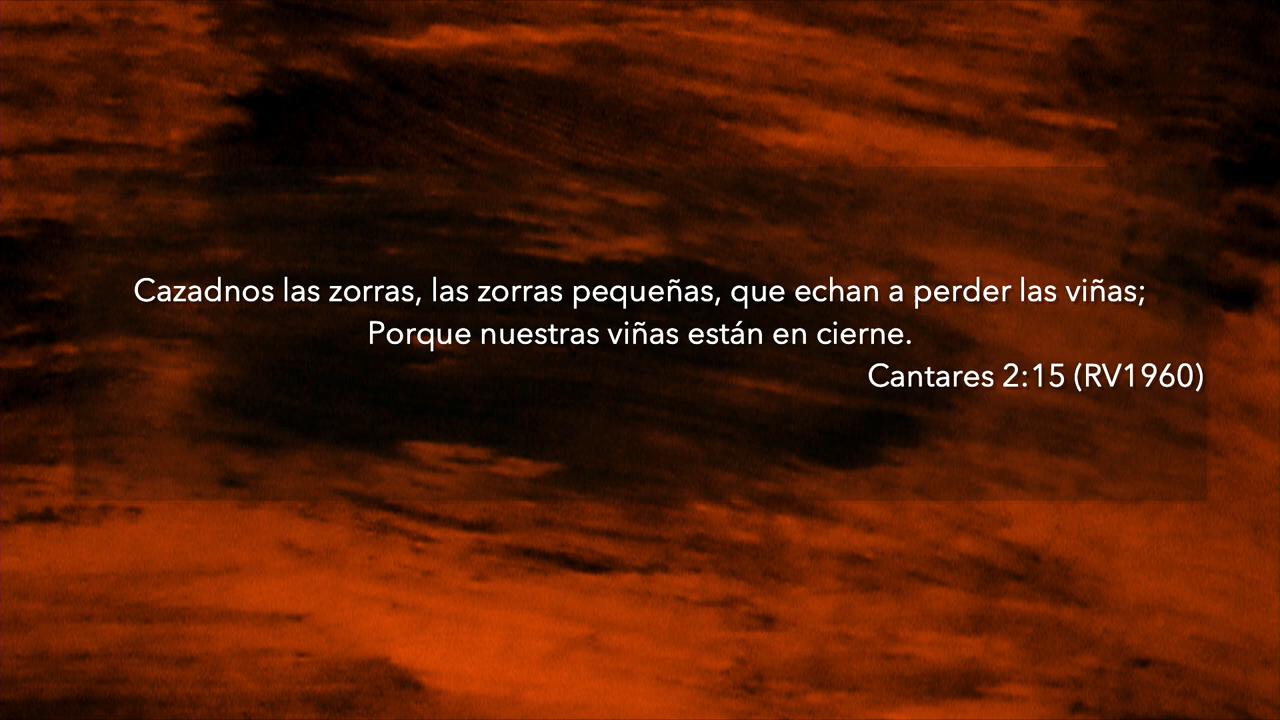 Cazadnos las zorras, las zorras pequeñas, que echan a perder las viñas;
Porque nuestras viñas están en cierne.
Cantares 2:15 (RV1960)